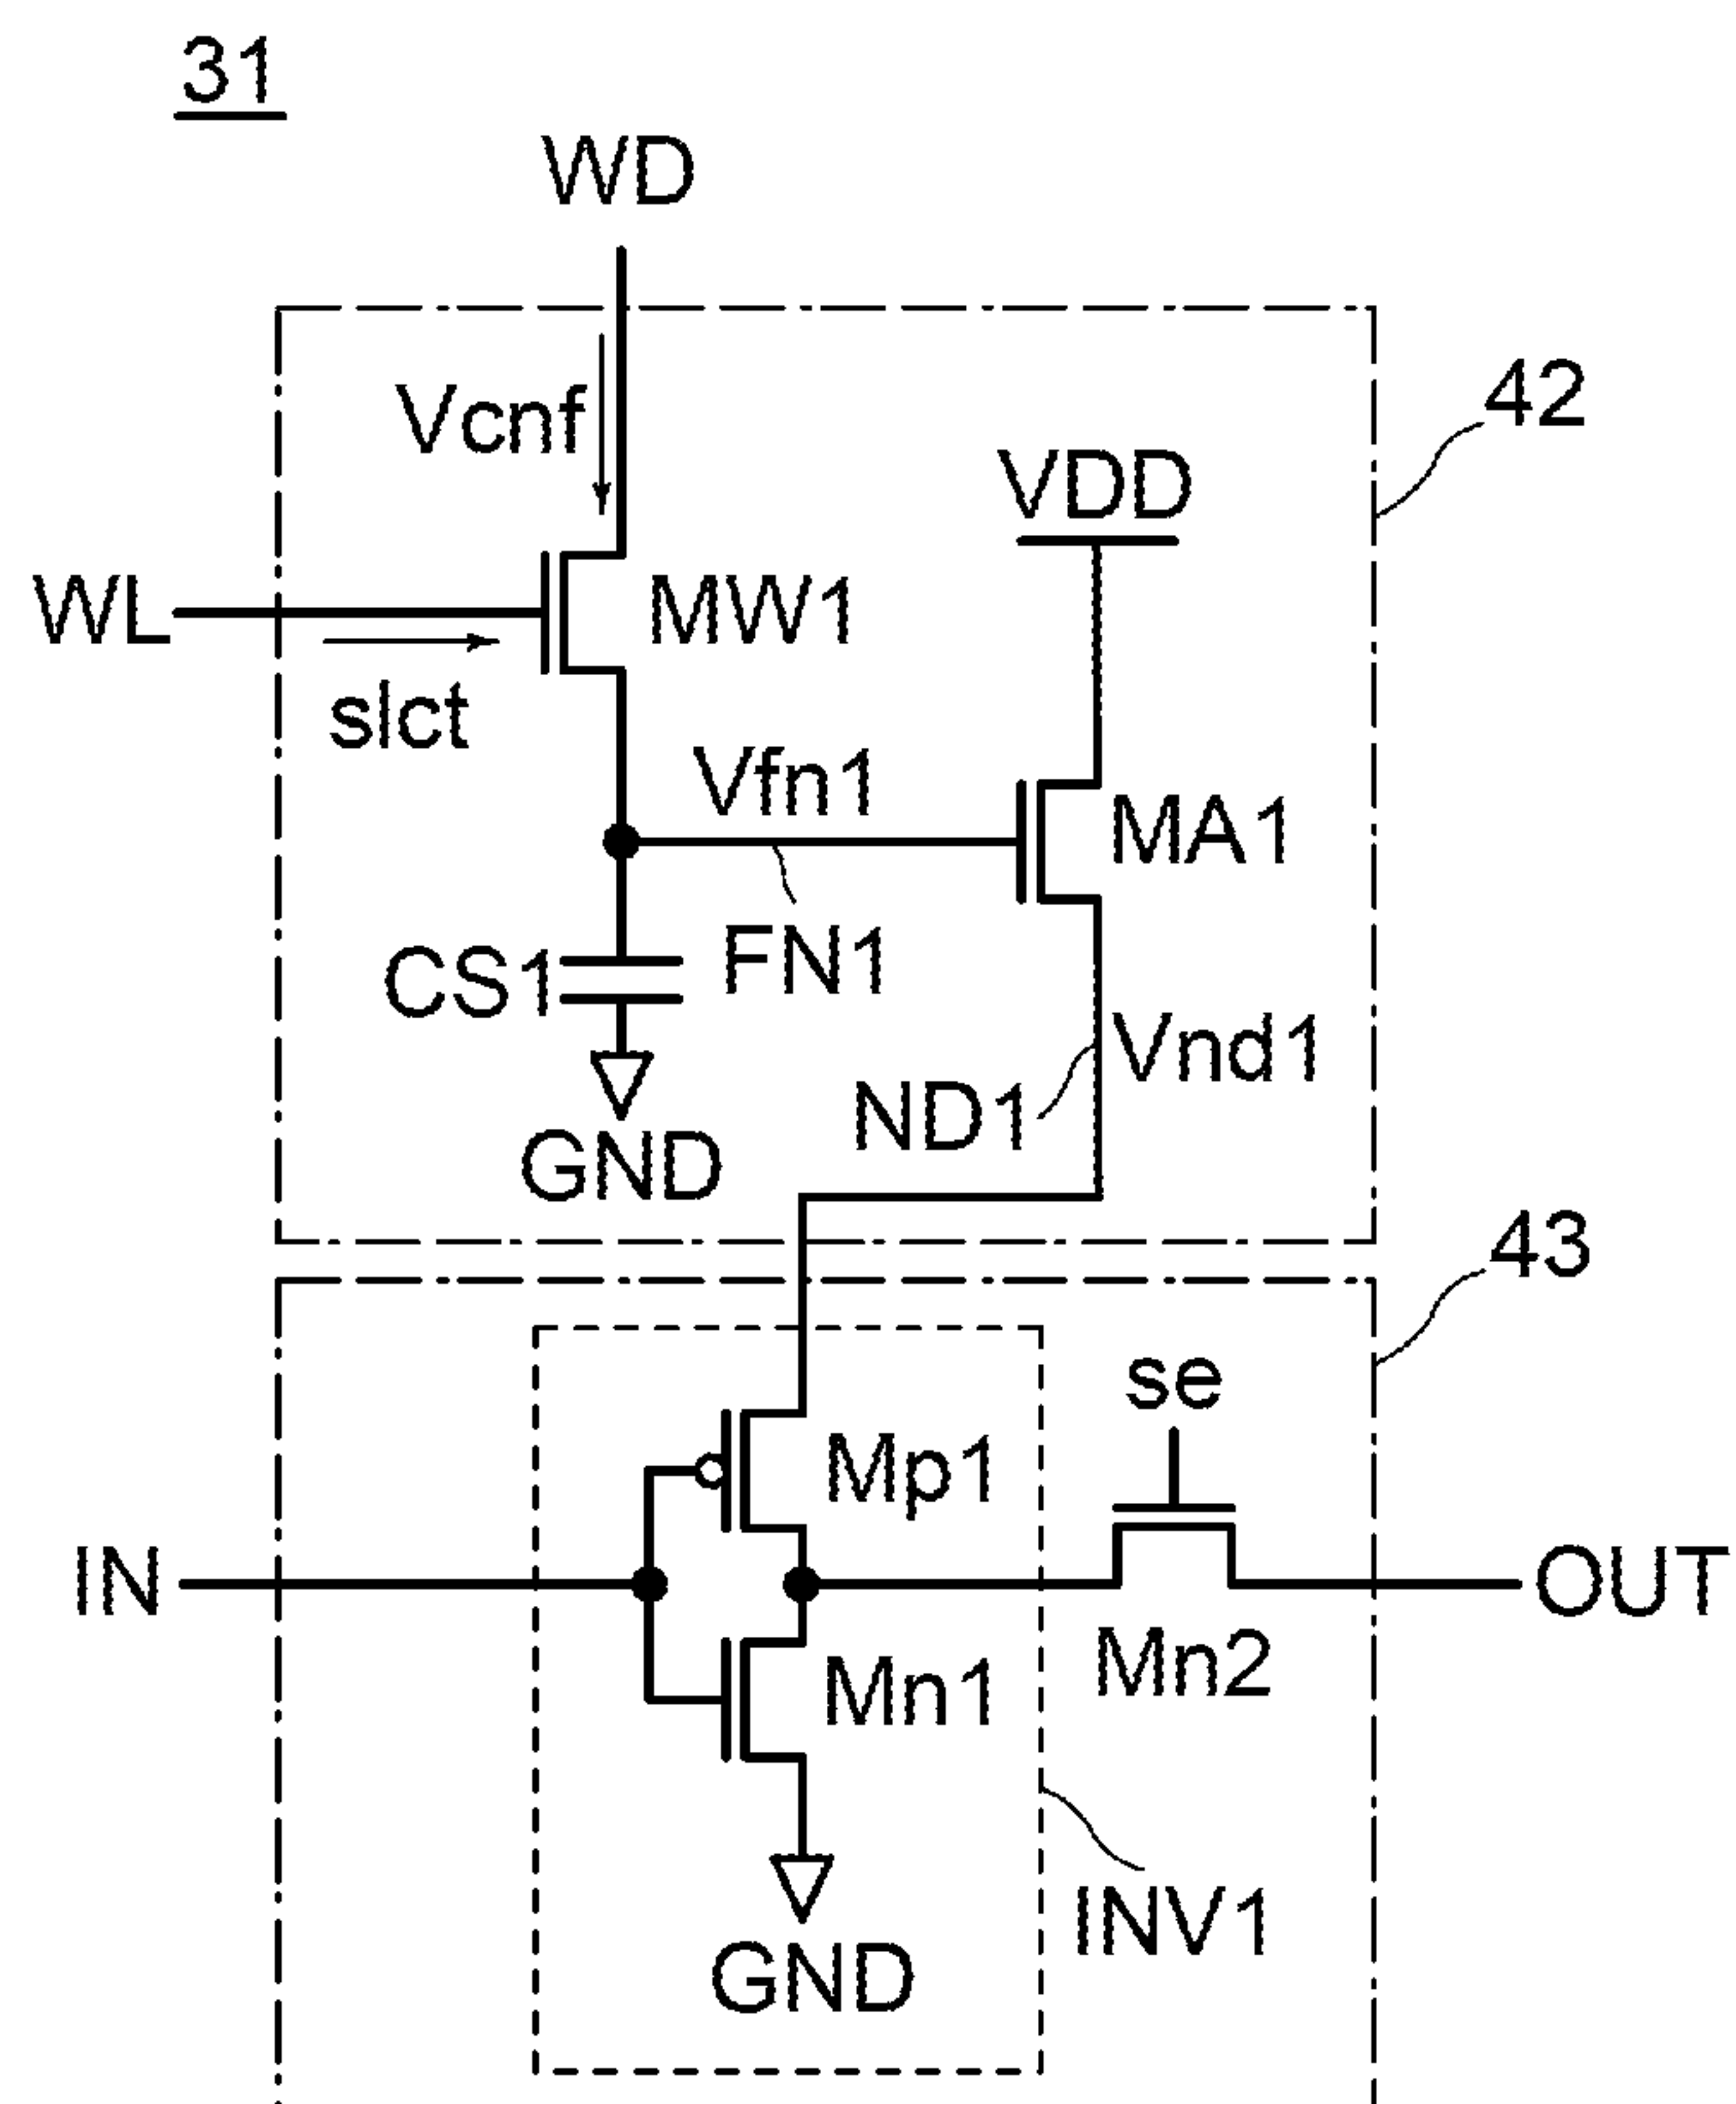 31
WD
Vcnf
42
VDD
WL
MW1
slct
Vfn1
MA1
CS1
FN1
Vnd1
ND1
GND
43
se
Mp1
IN
OUT
Mn1
Mn2
INV1
GND